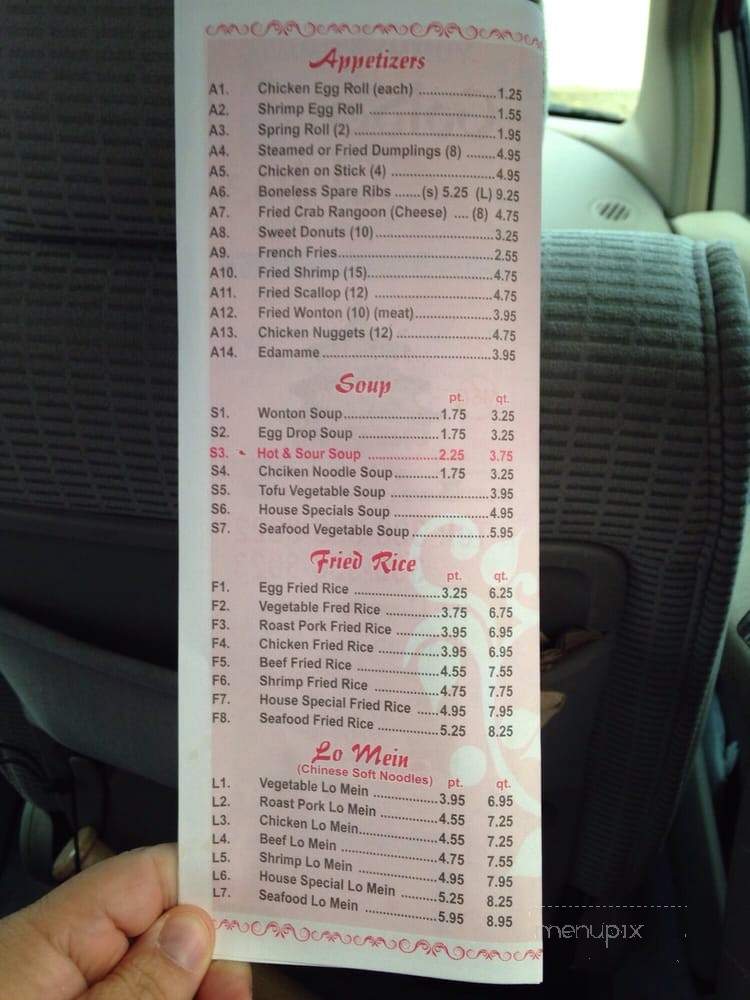 Appetizers
A1. Chicken Egg Roll (each) ..................1.25
A2. Shrimp Egg Roll .............................1.55
A3. Spring Roll (2) ................................1.95
A4. Steamed or Fried Dumplings (8) .......4.95
A5. Chicken on Stick (4) ........................4.95
A6. Boneless Spare Ribs ......(s) 5.25 (L) 9.25
A7. Fried Crab Rangoon (Cheese) .... (8) 4.75
A8. Sweet Donuts (10)...........................3.25
A9. French Fries...................................2.55
A10. Fried Shrimp (15)............................4.75
A11. Fried Scallop (12) ..........................4.75
A12. Fried Wonton (10) (meat).................3.95
A13. Chicken Nuggets (12) .....................4.75
A14. Edamame......................................3.95
Soup
pt. qt.
S1. Wonton Soup.....................1.75 3.25
S2. Egg Drop Soup ..................1.75 3.25
S3. Hot & Sour Soup ...............2.25 3.75
S4. Chciken Noodle Soup.........1.75 3.25
S5. Tofu Vegetable Soup .....................3.95
S6. House Specials Soup ....................4.95
S7. Seafood Vegetable Soup ................5.95
Fried Rice
pt. qt.
F1. Egg Fried Rice ...................3.25 6.25
F2. Vegetable Fred Rice ...........3.75 6.75
F3. Roast Pork Fried Rice .........3.95 6.95
F4. Chicken Fried Rice .............3.95 6.95
F5. Beef Fried Rice ..................4.55 7.55
F6. Shrimp Fried Rice ..............4.75 7.75
F7. House Special Fried Rice .....4.95 7.95
F8. Seafood Fried Rice .............5.25 8.25
Lo Mein
(Chinese Soft Noodles) pt. qt.
L1. Vegetable Lo Mein ..............3.95 6.95
L2. Roast Pork Lo Mein ............4.55 7.25
L3. Chicken Lo Mein.................4.55 7.25
L4. Beef Lo Mein .....................4.75 7.55
L5. Shrimp Lo Mein ..................4.95 7.95
L6. House Special Lo Mein ........5.25 8.25
L7. Seafood Lo Mein ................5.95 8.95
menupix